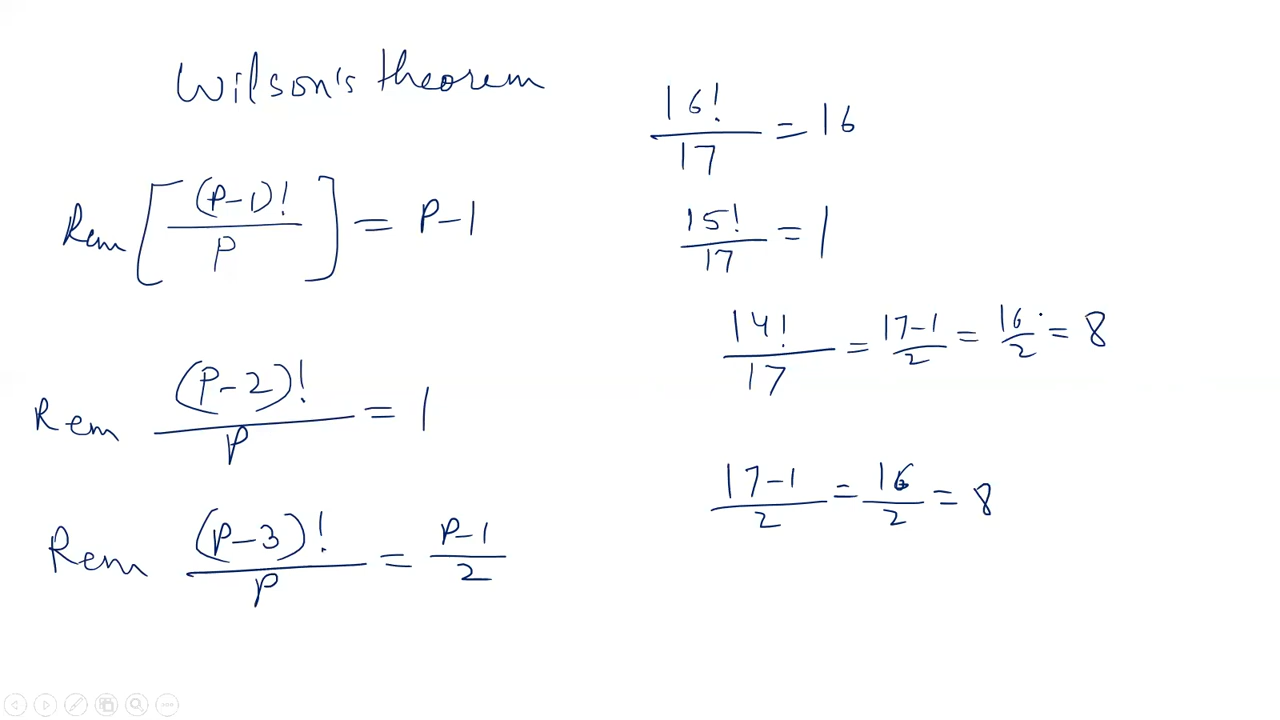 Wilson's theorem
Rem [ (P-1)! / P ] = P-1
Rem (P-2)! / P = 1
Rem (P-3)! / P = P-1 / 2
16! / 17 = 16
15! / 17 = 1
14! / 17 = 17-1 / 2 = 16 / 2 = 8
17-1 / 2 = 16 / 2 = 8